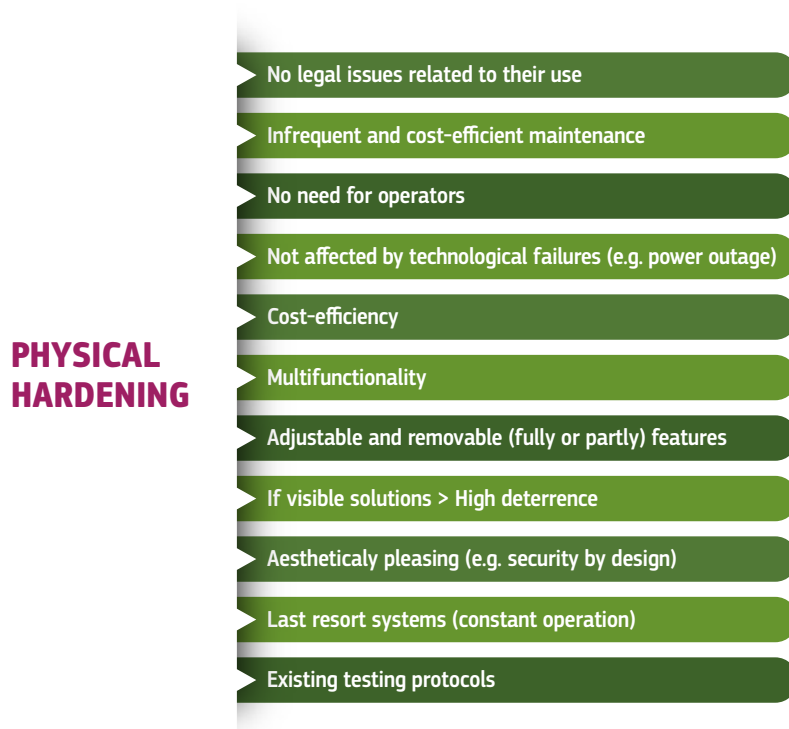 PHYSICAL
HARDENING
No legal issues related to their use
Infrequent and cost-efficient maintenance
No need for operators
Not affected by technological failures (e.g. power outage)
Cost-efficiency
Multifunctionality
Adjustable and removable (fully or partly) features
If visible solutions > High deterrence
Aestheticaly pleasing (e.g. security by design)
Last resort systems (constant operation)
Existing testing protocols